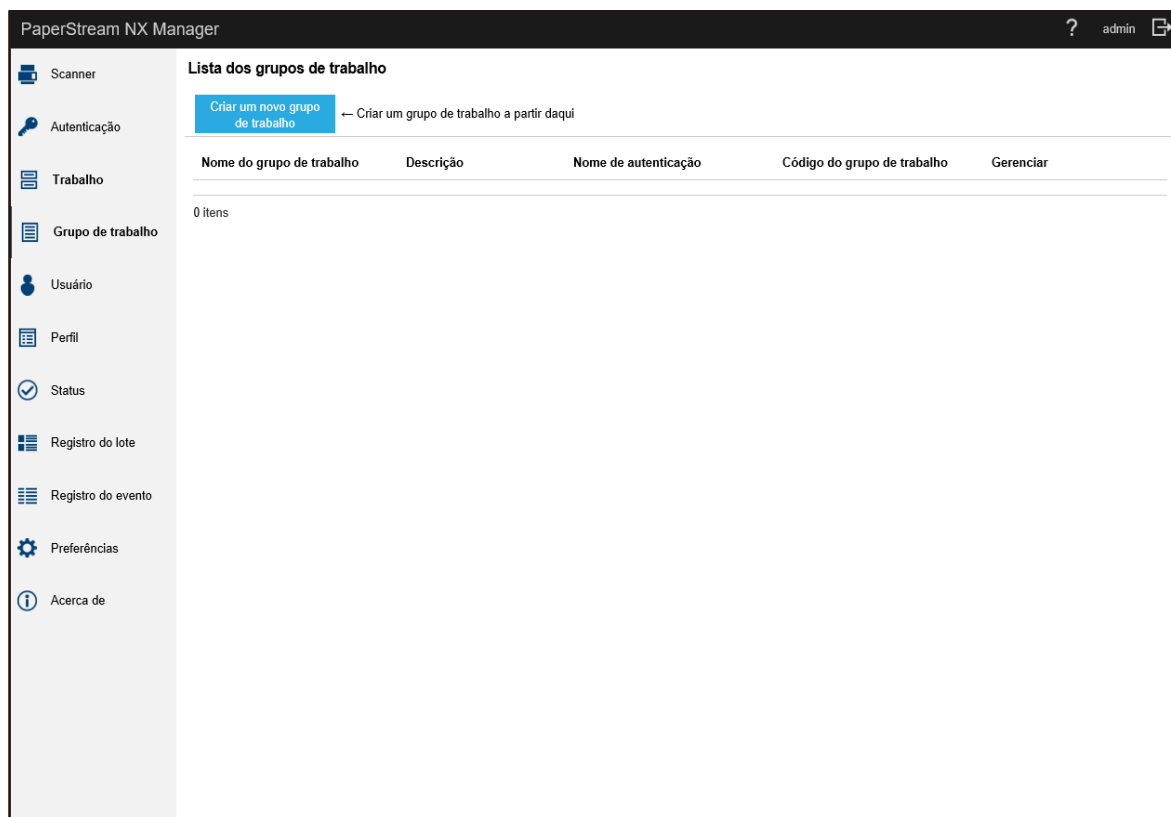 PaperStream NX Manager
? admin
Scanner
Autenticação
Trabalho
Grupo de trabalho
Usuário
Perfil
Status
Registro do lote
Registro do evento
Preferências
Acerca de
Lista dos grupos de trabalho
Criar um novo grupo
de trabalho
← Criar um grupo de trabalho a partir daqui
Nome do grupo de trabalho Descrição Nome de autenticação Código do grupo de trabalho Gerenciar
0 itens